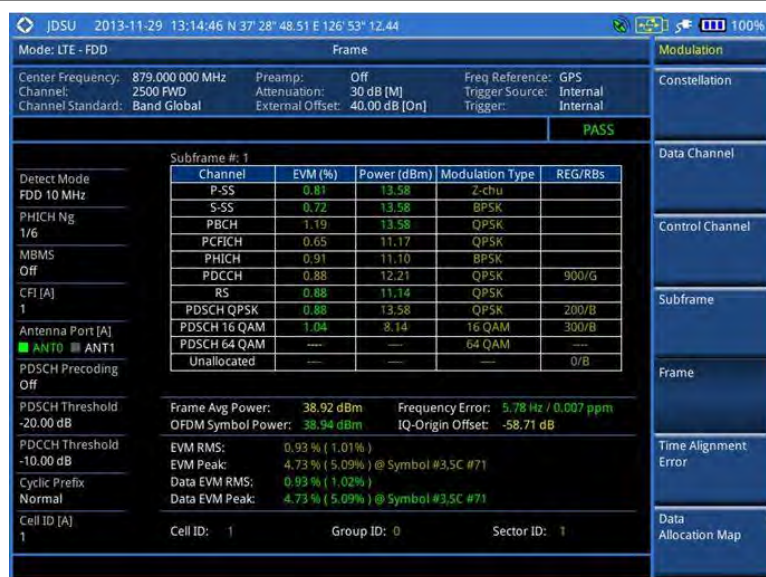 JDSU 2013-11-29 13:14:46 N 37° 28" 48.51 E 126° 53" 12.44 100%
Mode: LTE - FDD Frame Modulation
Center Frequency: 879.000 000 MHz Preamp: Off Freq Reference: GPS
Channel: 2500 FWD Attenuation: 30 dB [M] Trigger Source: Internal
Channel Standard: Band Global External Offset: 40.00 dB [On] Trigger: Internal
PASS
Subframe #: 1
Channel EVM (%) Power (dBm) Modulation Type REG/RBs
P-SS 0.81 13.58 Z-chu
S-SS 0.72 13.58 BPSK
PBCH 1.19 13.58 QPSK
PCFICH 0.65 11.17 QPSK
PHICH 0.91 11.10 BPSK
PDCCH 0.88 12.21 QPSK 900/G
RS 0.88 11.14 QPSK
PDSCH QPSK 0.88 13.58 QPSK 200/B
PDSCH 16 QAM 1.04 8.14 16 QAM 300/B
PDSCH 64 QAM ---- ---- 64 QAM ----
Unallocated ---- ---- 0/B
Detect Mode
FDD 10 MHz
PHICH Ng
1/6
MBMS
Off
CFI [A]
1
Antenna Port [A]
ANT0 ANT1
PDSCH Precoding
Off
PDSCH Threshold
-20.00 dB
PDCCH Threshold
-10.00 dB
Cyclic Prefix
Normal
Cell ID [A]
1
Frame Avg Power: 38.92 dBm Frequency Error: 5.78 Hz / 0.007 ppm
OFDM Symbol Power: 38.94 dBm IQ-Origin Offset: -58.71 dB
EVM RMS: 0.93 % ( 1.01% )
EVM Peak: 4.73 % ( 5.09% ) @ Symbol #3,SC #71
Data EVM RMS: 0.93 % ( 1.02% )
Data EVM Peak: 4.73 % ( 5.09% ) @ Symbol #3,SC #71
Cell ID: 1 Group ID: 0 Sector ID: 1
Constellation
Data Channel
Control Channel
Subframe
Frame
Time Alignment
Error
Data
Allocation Map